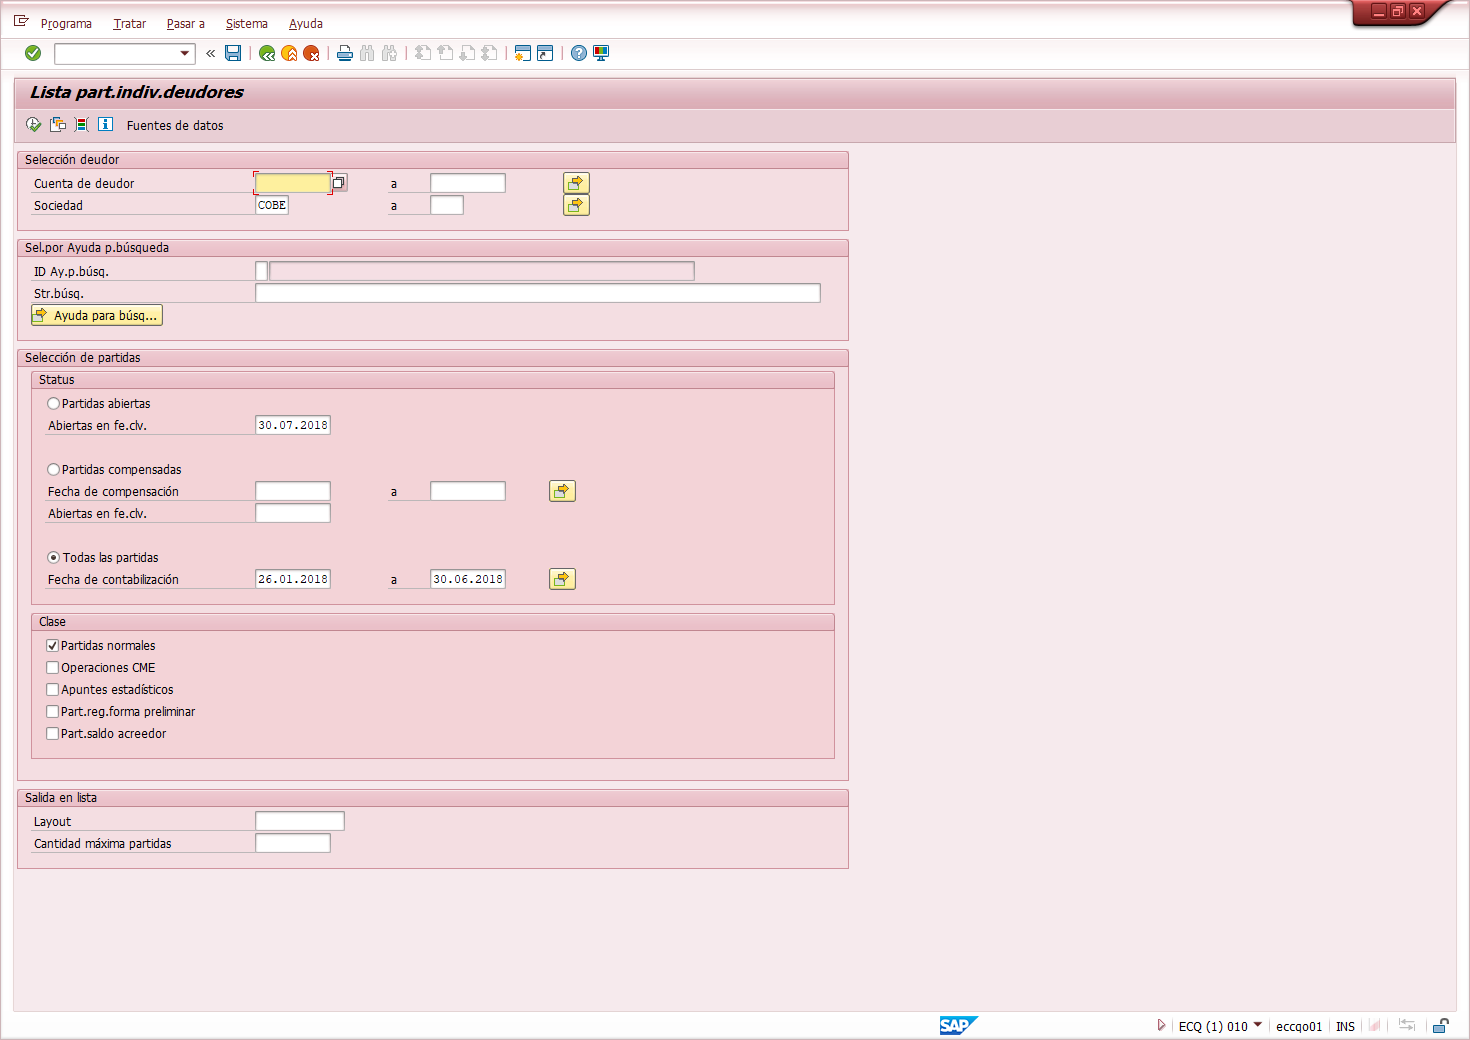 Programa Tratar Pasar a Sistema Ayuda
Lista part.indiv.deudores
Fuentes de datos
Selección deudor
Cuenta de deudor a
Sociedad COBE a
Sel.por Ayuda p.búsqueda
ID Ay.p.búsq.
Str.búsq.
Ayuda para búsq...
Selección de partidas
Status
Partidas abiertas
Abiertas en fe.clv. 30.07.2018
Partidas compensadas
Fecha de compensación a
Abiertas en fe.clv.
Todas las partidas
Fecha de contabilización 26.01.2018 a 30.06.2018
Clase
Partidas normales
Operaciones CME
Apuntes estadísticos
Part.reg.forma preliminar
Part.saldo acreedor
Salida en lista
Layout
Cantidad máxima partidas
SAP ECQ (1) 010 eccqo01 INS